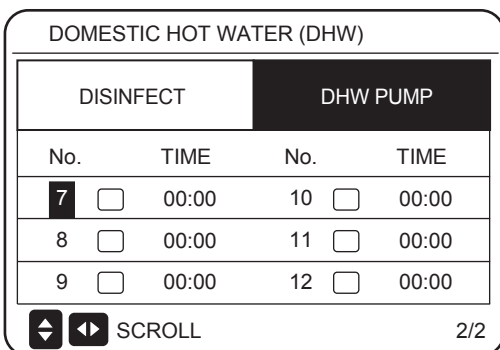 DOMESTIC HOT WATER (DHW)
DISINFECT DHW PUMP
No. TIME No. TIME
7 00:00 10 00:00
8 00:00 11 00:00
9 00:00 12 00:00
SCROLL 2/2